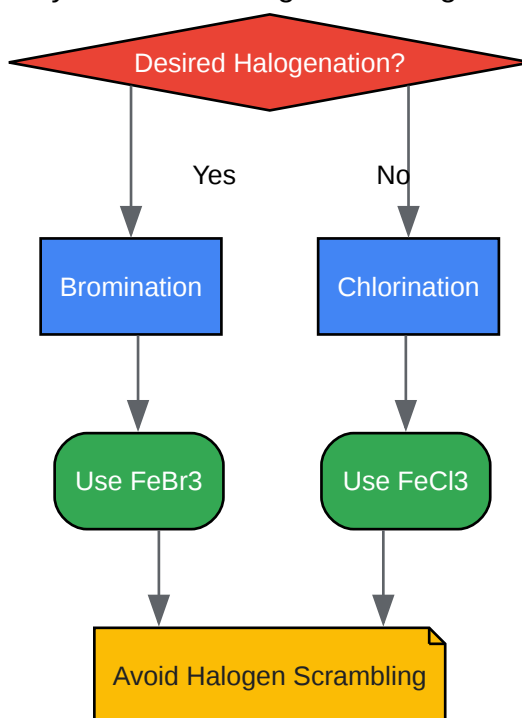 Desired Halogenation?
Yes
No
Bromination
Chlorination
Use FeBr3
Use FeCl3
Avoid Halogen Scrambling